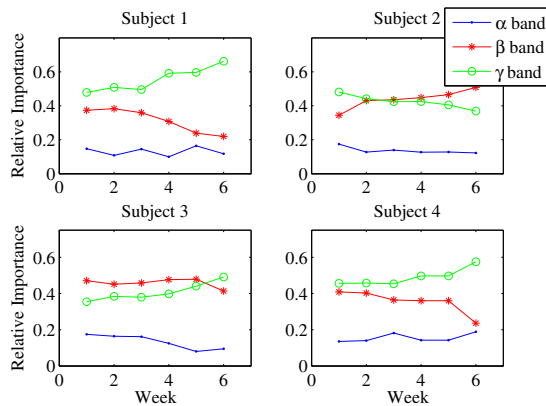 Subject 1
Subject 2
α band
β band
γ band
Relative Importance
0.6
0.4
0.2
0
0 2 4 6
0.6
0.4
0.2
0
0 2 4 6
Subject 3
Subject 4
Relative Importance
0.6
0.4
0.2
0
0 2 4 6
Week
0.6
0.4
0.2
0
0 2 4 6
Week